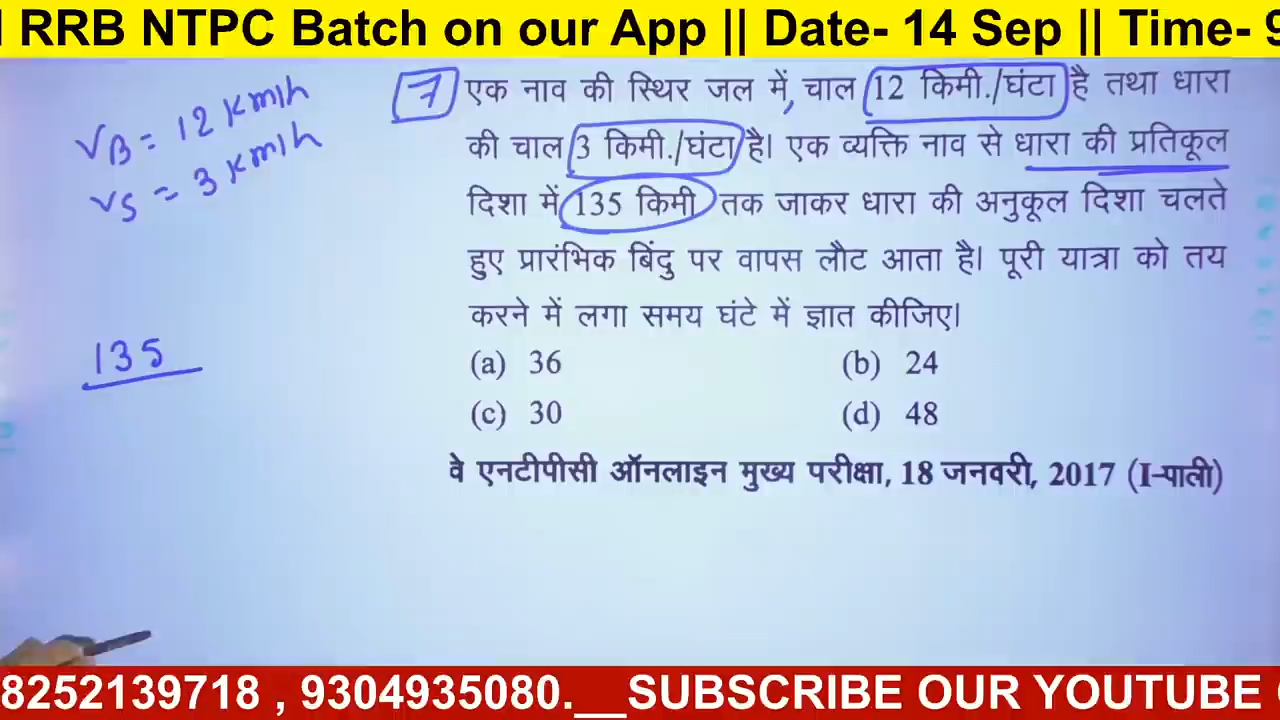 RRB NTPC Batch on our App || Date- 14 Sep || Time- 9
VB = 12 Km/h
VS = 3 Km/h
7 एक नाव की स्थिर जल में, चाल 12 किमी./घंटा है तथा धारा
की चाल 3 किमी./घंटा है। एक व्यक्ति नाव से धारा की प्रतिकूल
दिशा में 135 किमी तक जाकर धारा की अनुकूल दिशा चलते
हुए प्रारंभिक बिंदु पर वापस लौट आता है। पूरी यात्रा को तय
करने में लगा समय घंटे में ज्ञात कीजिए।
135
(a) 36 (b) 24
(c) 30 (d) 48
वे एनटीपीसी ऑनलाइन मुख्य परीक्षा, 18 जनवरी, 2017 (I-पाली)
8252139718 , 9304935080.__SUBSCRIBE OUR YOUTUBE